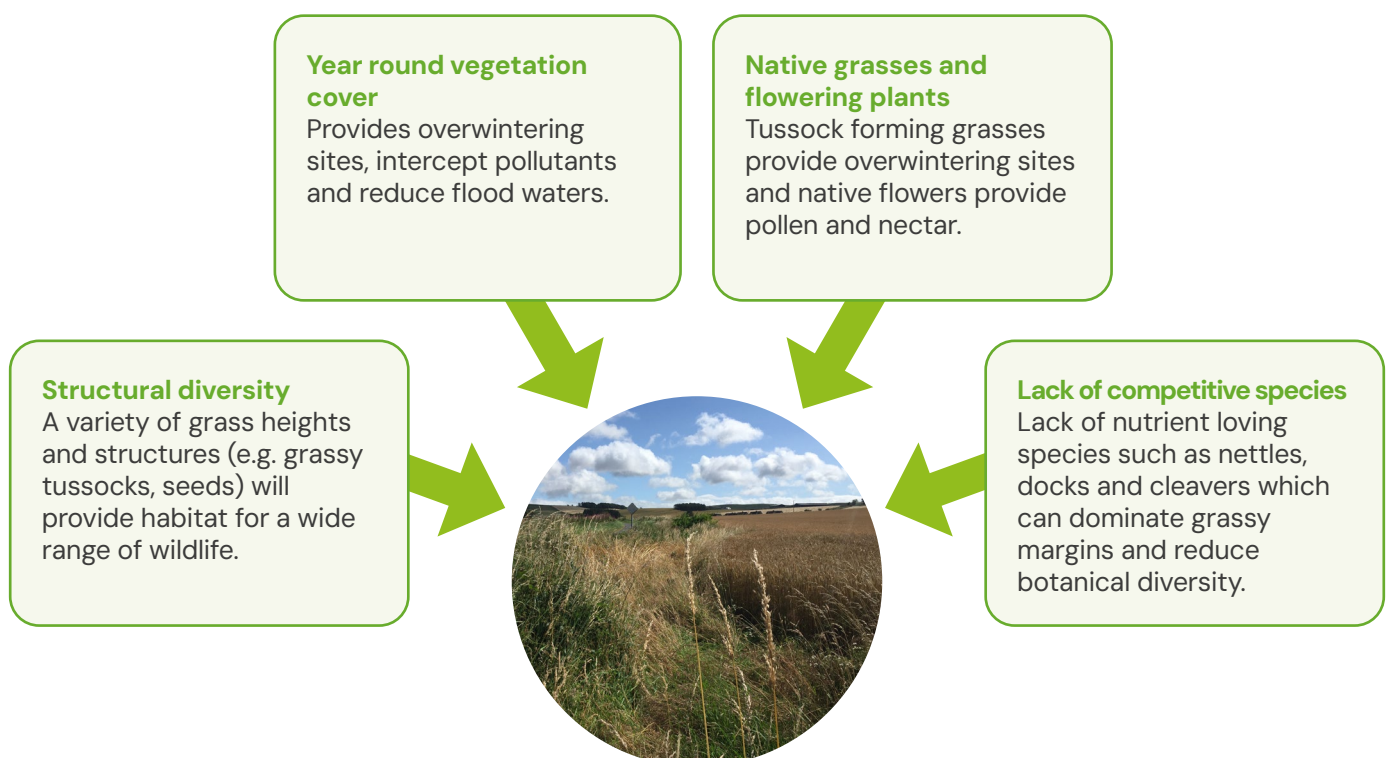 Year round vegetation
cover
Provides overwintering
sites, intercept pollutants
and reduce flood waters.
Native grasses and
flowering plants
Tussock forming grasses
provide overwintering sites
and native flowers provide
pollen and nectar.
Structural diversity
A variety of grass heights
and structures (e.g. grassy
tussocks, seeds) will
provide habitat for a wide
range of wildlife.
Lack of competitive species
Lack of nutrient loving
species such as nettles,
docks and cleavers which
can dominate grassy
margins and reduce
botanical diversity.